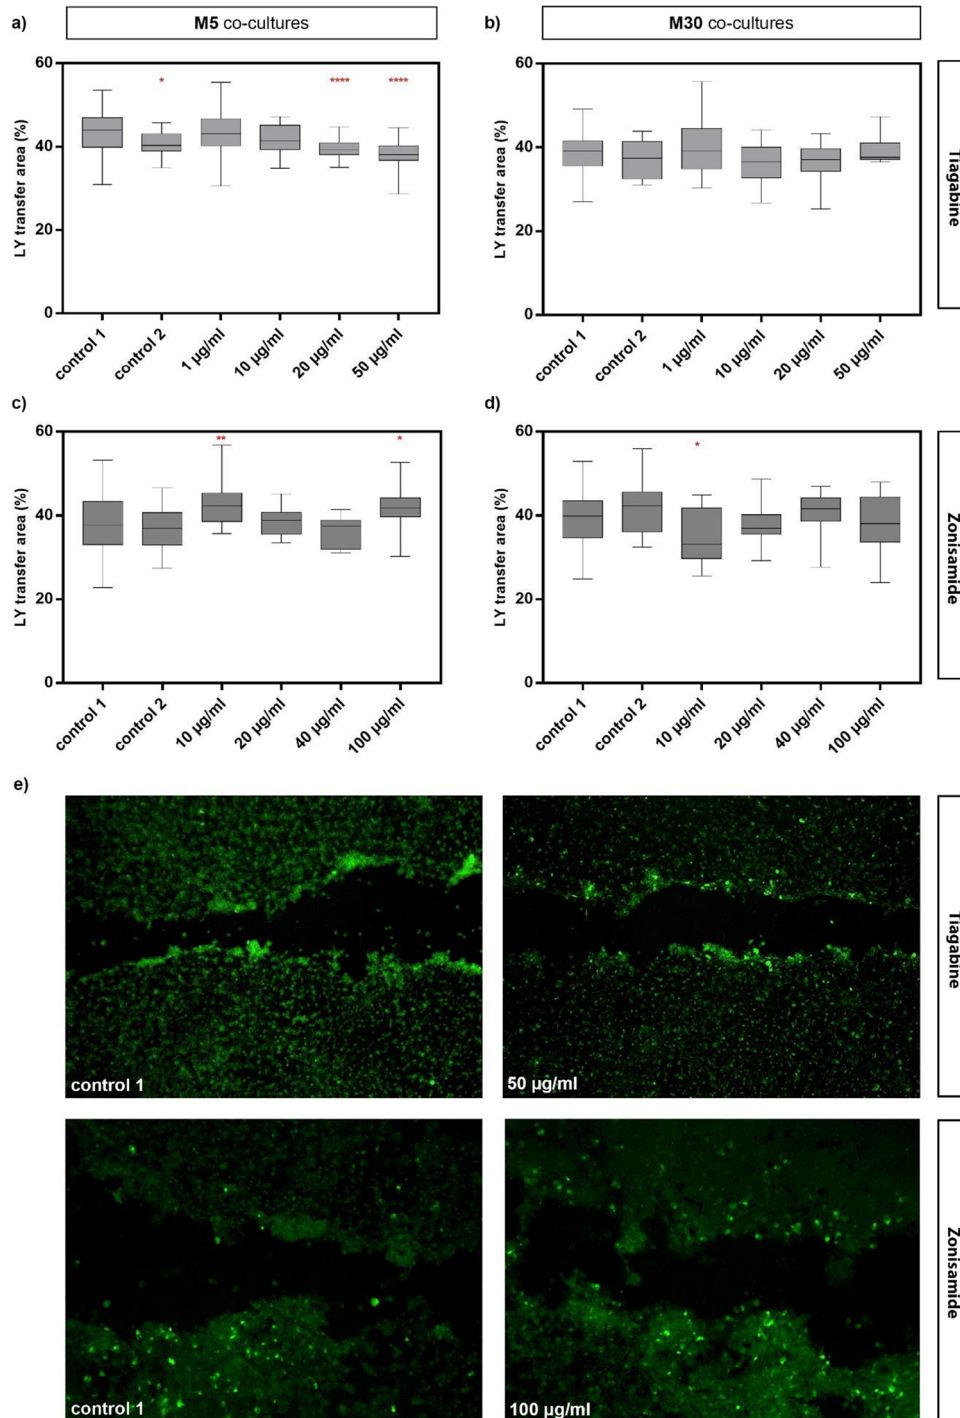 a)
M5 co-cultures
b)
M30 co-cultures
LY transfer area (%)
60
40
20
0
*
****
****
control 1
control 2
1 µg/ml
10 µg/ml
20 µg/ml
50 µg/ml
LY transfer area (%)
60
40
20
0
control 1
control 2
1 µg/ml
10 µg/ml
20 µg/ml
50 µg/ml
Tiagabine
c)
LY transfer area (%)
60
40
20
0
**
*
control 1
control 2
10 µg/ml
20 µg/ml
40 µg/ml
100 µg/ml
d)
LY transfer area (%)
60
40
20
0
*
control 1
control 2
10 µg/ml
20 µg/ml
40 µg/ml
100 µg/ml
Zonisamide
e)
control 1
50 µg/ml
Tiagabine
control 1
100 µg/ml
Zonisamide